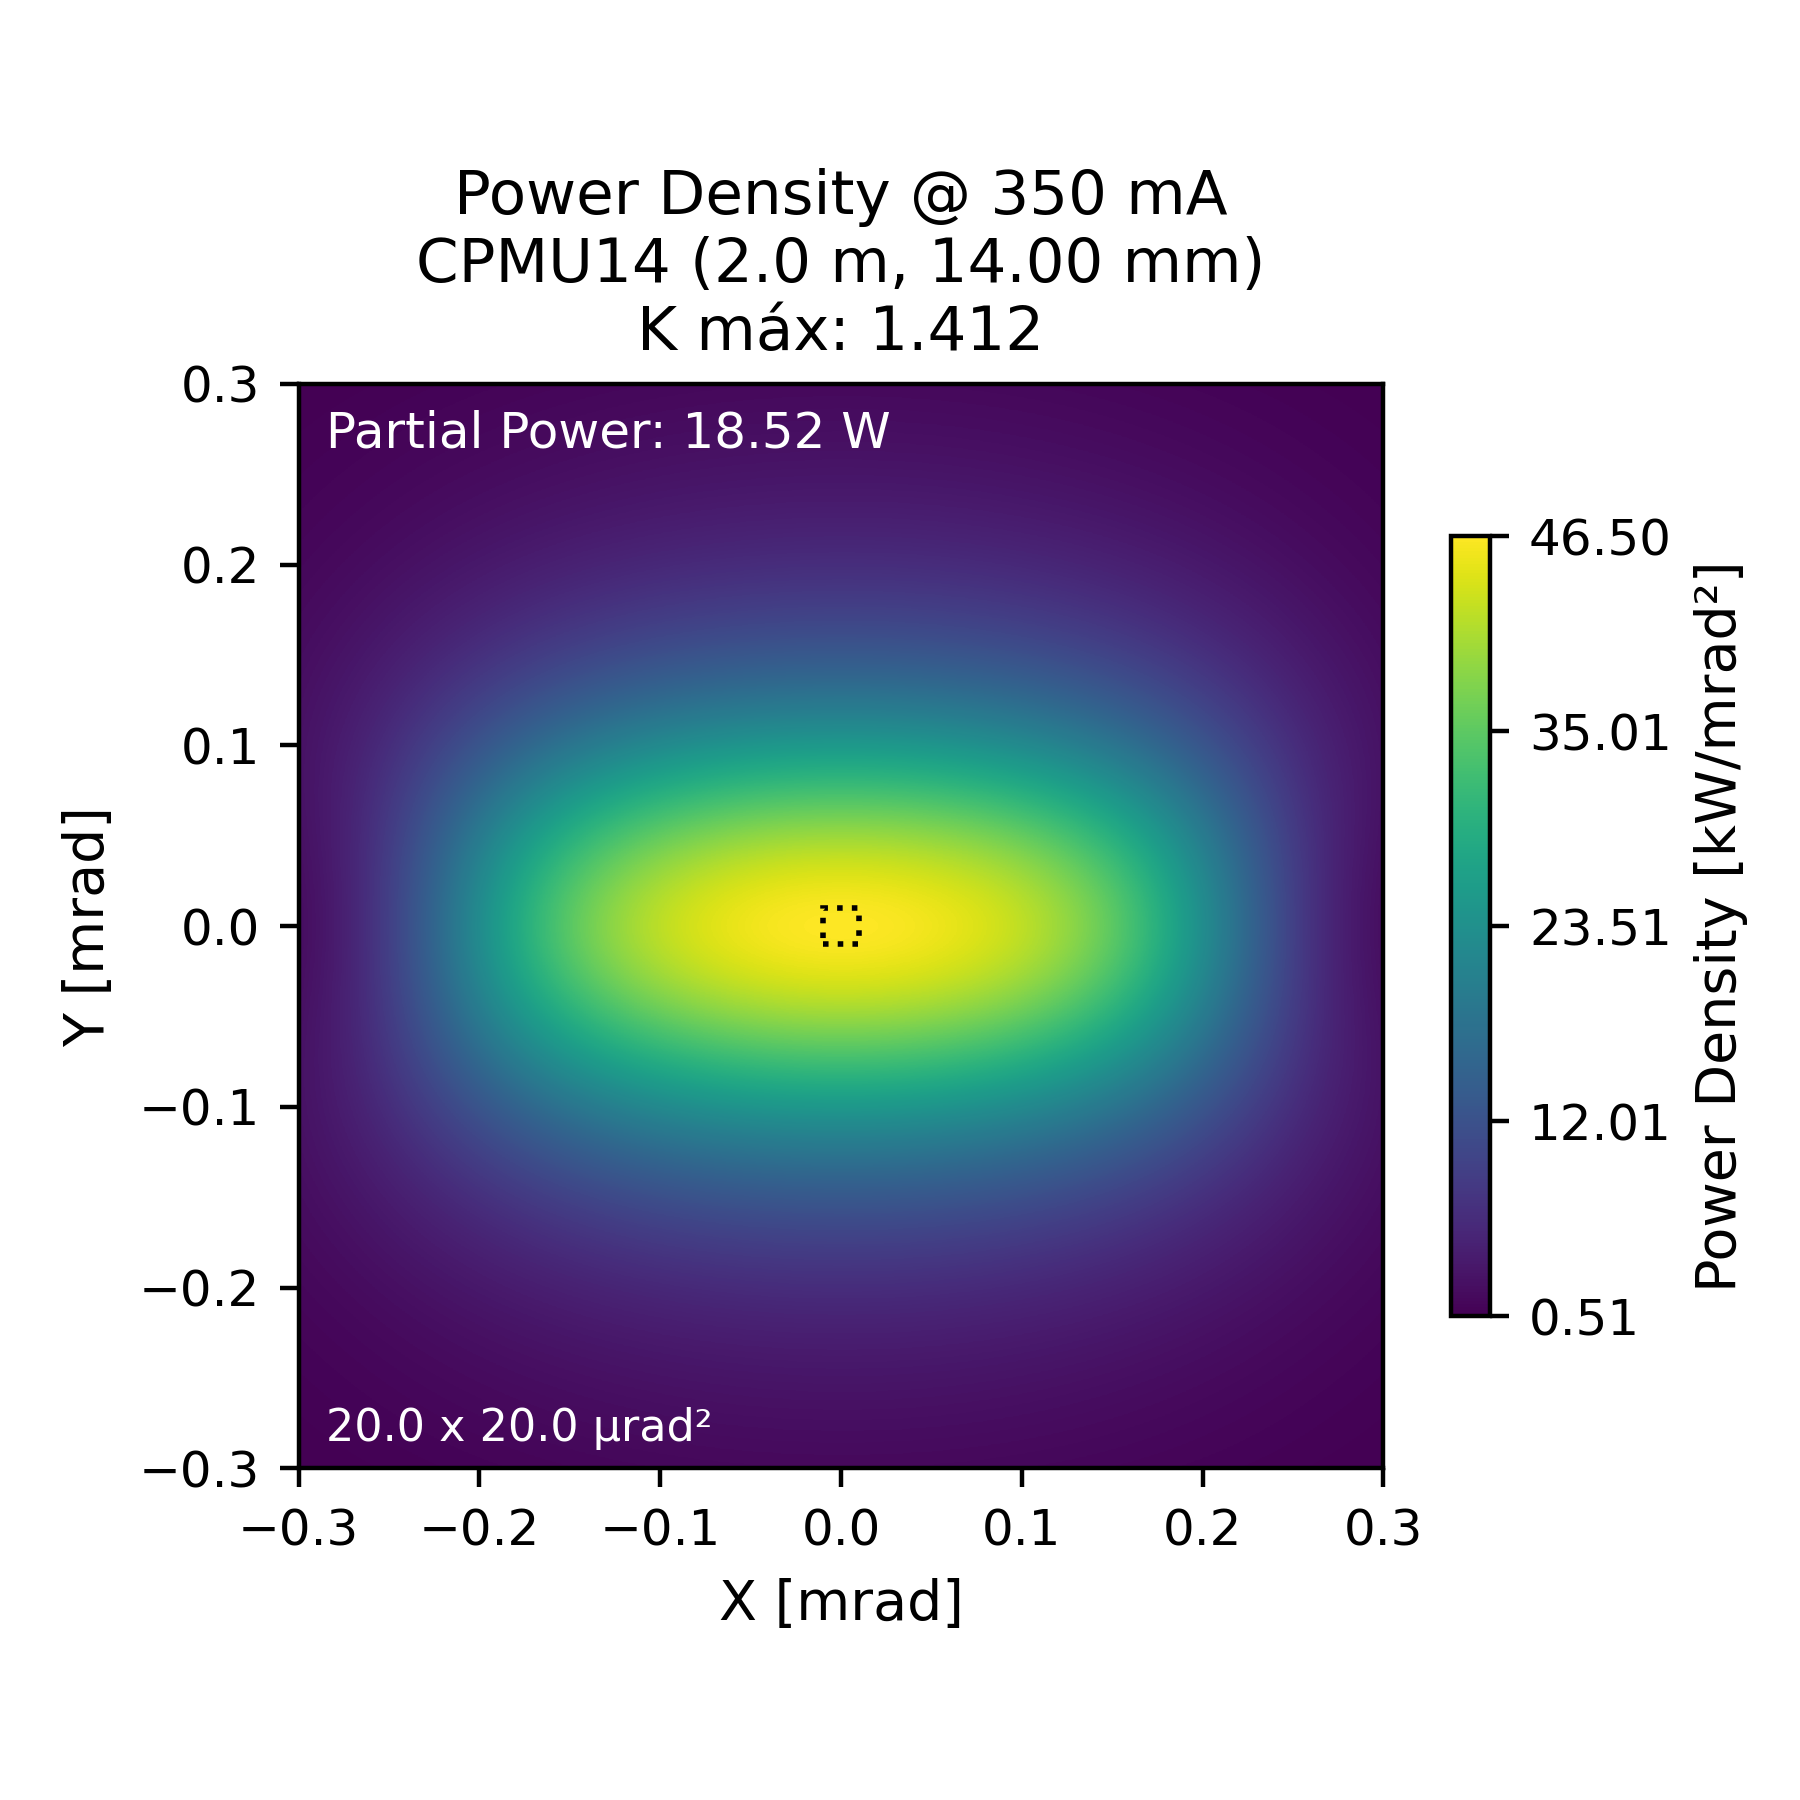 Power Density @ 350 mA
CPMU14 (2.0 m, 14.00 mm)
K máx: 1.412
Partial Power: 18.52 W
20.0 x 20.0 µrad²
0.3
0.2
0.1
0.0
−0.1
−0.2
−0.3
Y [mrad]
−0.3
−0.2
−0.1
0.0
0.1
0.2
0.3
X [mrad]
46.50
35.01
23.51
12.01
0.51
Power Density [kW/mrad²]